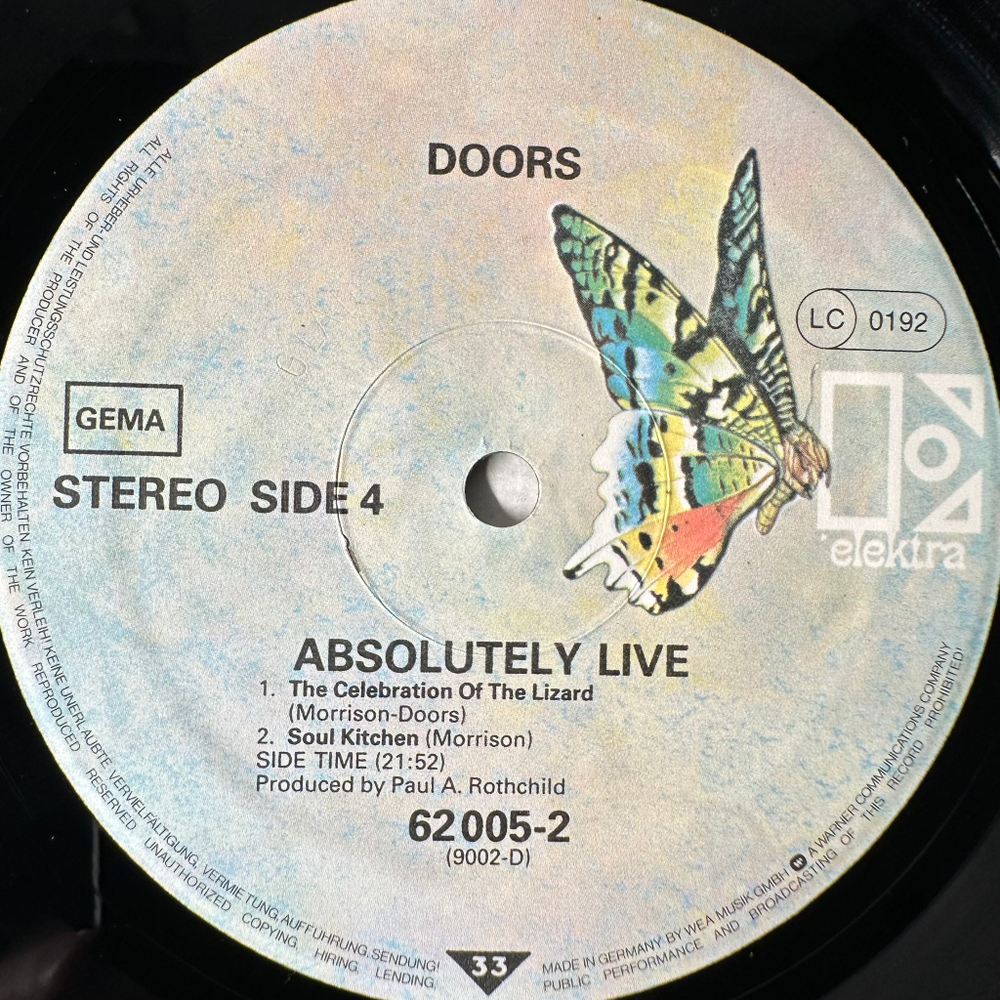 DOORS
LC 0192
GEMA
STEREO SIDE 4
elektra
ABSOLUTELY LIVE
1. The Celebration Of The Lizard
(Morrison-Doors)
2. Soul Kitchen (Morrison)
SIDE TIME (21:52)
Produced by Paul A. Rothchild
62 005-2
(9002-D)
33
ALLE URHEBER- UND LEISTUNGSSCHUTZRECHTE VORBEHALTEN. KEIN VERLEIH! KEINE UNERLAUBTE VERVIELFÄLTIGUNG, VERMIETUNG, AUFFÜHRUNG, SENDUNG!
ALL RIGHTS OF THE PRODUCER AND OF THE OWNER OF THE WORK REPRODUCED RESERVED UNAUTHORIZED COPYING, HIRING, LENDING,
MADE IN GERMANY BY WEA MUSIK GMBH A WARNER COMMUNICATIONS COMPANY
PUBLIC PERFORMANCE AND BROADCASTING OF THIS RECORD PROHIBITED!